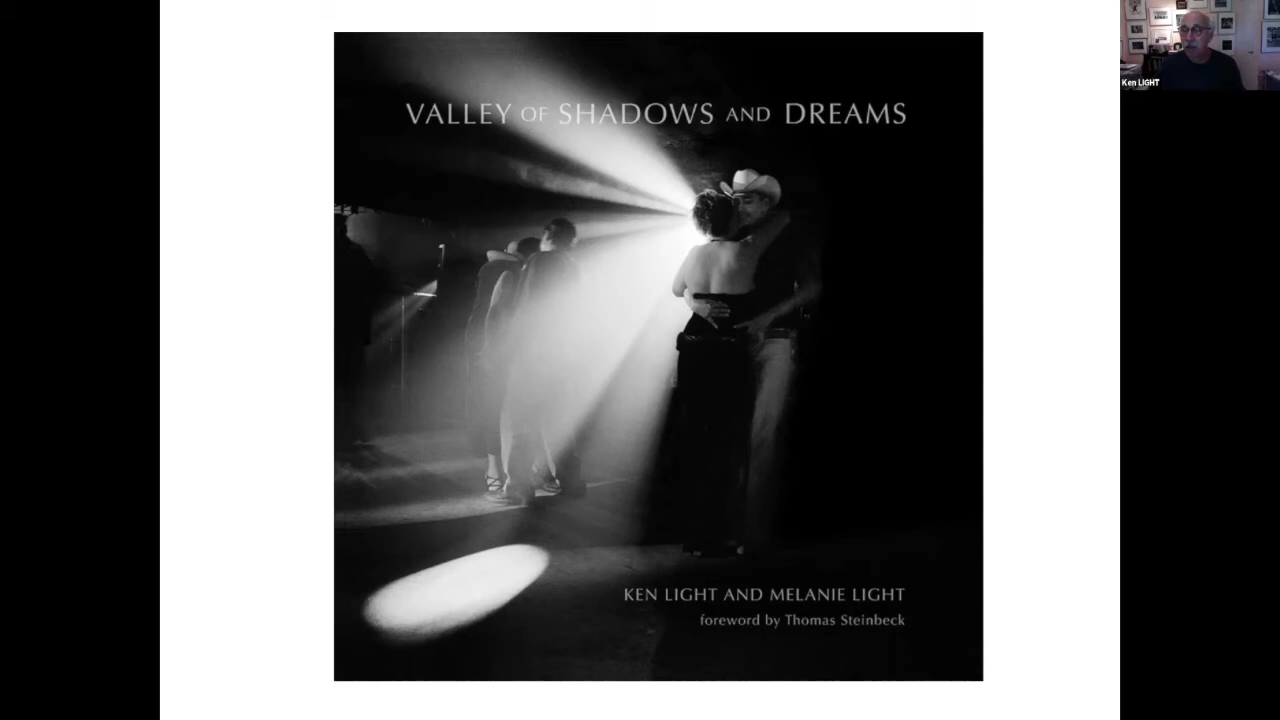 VALLEY OF SHADOWS AND DREAMS
KEN LIGHT AND MELANIE LIGHT
foreword by Thomas Steinbeck
Ken LIGHT